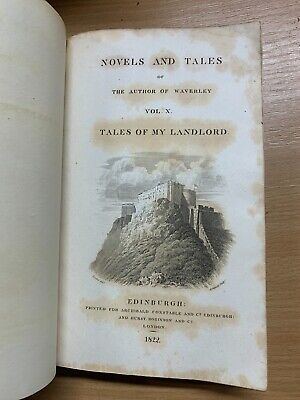 NOVELS AND TALES
OF
THE AUTHOR OF WAVERLEY
VOL X.
TALES OF MY LANDLORD
EDINBURGH:
PRINTED FOR ARCHIBALD CONSTABLE AND Cº EDINBURGH:
AND HURST ROBINSON AND Cº
LONDON.
1822.